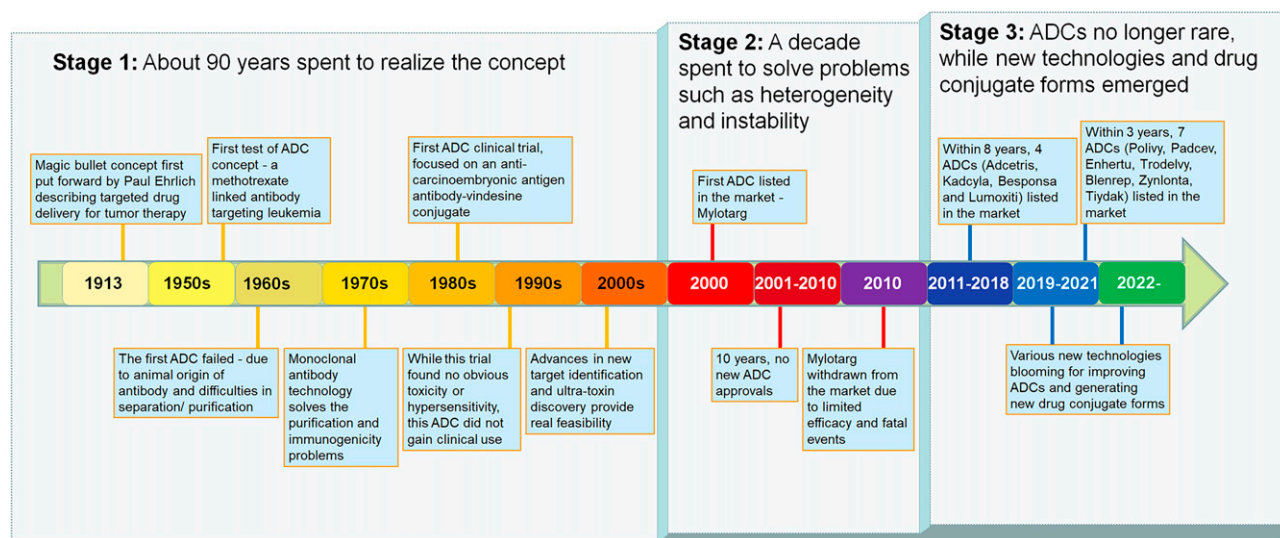 Stage 1: About 90 years spent to realize the concept
Stage 2: A decade
spent to solve problems
such as heterogeneity
and instability
Stage 3: ADCs no longer rare,
while new technologies and drug
conjugate forms emerged
Magic bullet concept first
put forward by Paul Ehrlich
describing targeted drug
delivery for tumor therapy
First test of ADC
concept - a
methotrexate
linked antibody
targeting leukemia
First ADC clinical trial,
focused on an anti-
carcinoembryonic antigen
antibody-vindesine
conjugate
First ADC listed
in the market -
Mylotarg
Within 8 years, 4
ADCs (Adcetris,
Kadcyla, Besponsa
and Lumoxiti) listed
in the market
Within 3 years, 7
ADCs (Polivy, Padcev,
Enhertu, Trodelvy,
Blenrep, Zynlonta,
Tiydak) listed in the
market
1913
1950s
1960s
1970s
1980s
1990s
2000s
2000
2001-2010
2010
2011-2018
2019-2021
2022-
The first ADC failed - due
to animal origin of
antibody and difficulties in
separation/ purification
Monoclonal
antibody
technology
solves the
purification and
immunogenicity
problems
While this trial
found no obvious
toxicity or
hypersensitivity,
this ADC did not
gain clinical use
Advances in new
target identification
and ultra-toxin
discovery provide
real feasibility
10 years, no
new ADC
approvals
Mylotarg
withdrawn from
the market due to
limited efficacy
and fatal
events
Various new technologies
blooming for improving
ADCs and generating
new drug conjugate forms